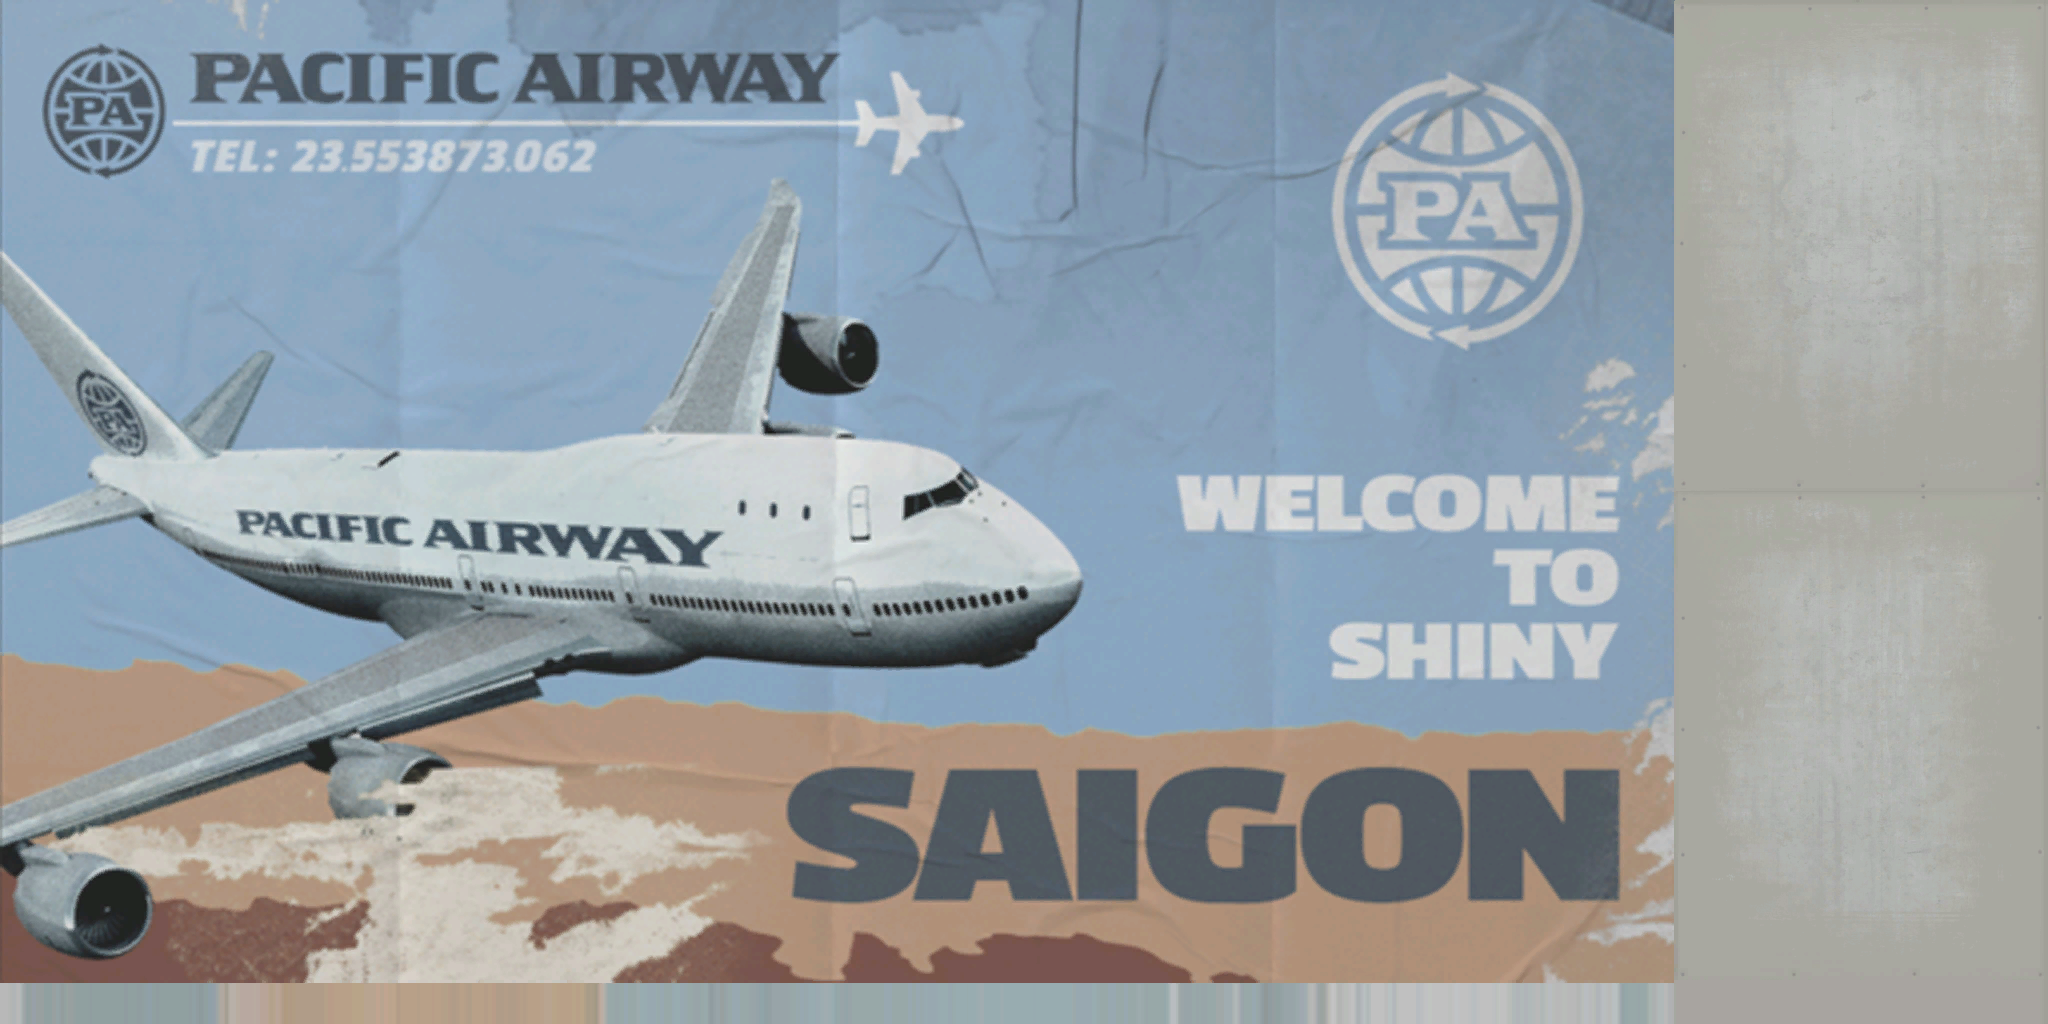 PACIFIC AIRWAY
PA
TEL: 23.553873.062
PA
PA
PACIFIC AIRWAY
WELCOME
TO
SHINY
SAIGON